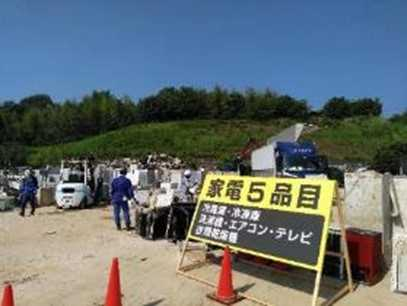 家電5品目
冷蔵庫・冷凍庫
洗濯機・エアコン・テレビ
衣類乾燥機